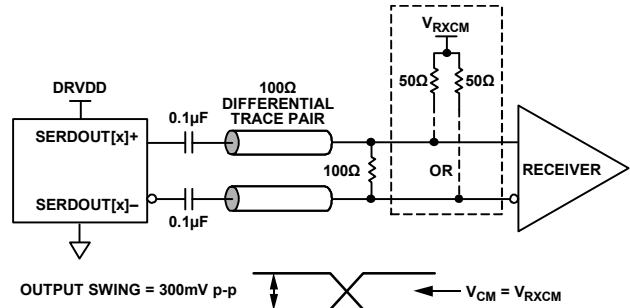 V_RXCM
50Ω 50Ω
DRVDD
100Ω
DIFFERENTIAL
TRACE PAIR
0.1µF
SERDOUT[x]+
100Ω
OR
RECEIVER
SERDOUT[x]–
0.1µF
OUTPUT SWING = 300mV p-p
V_CM = V_RXCM